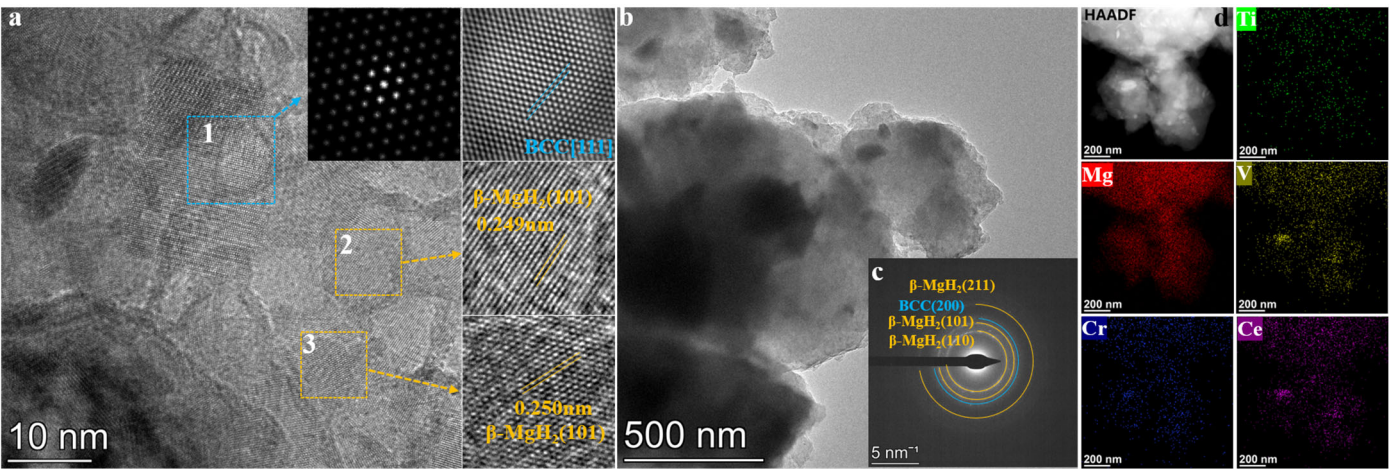 a
1
2
3
10 nm
BCC[111]
β-MgH₂(101)
0.249nm
0.250nm
β-MgH₂(101)
b
500 nm
c
β-MgH₂(211)
BCC(200)
β-MgH₂(101)
β-MgH₂(110)
5 nm⁻¹
HAADF
d
200 nm
Ti
200 nm
Mg
200 nm
V
200 nm
Cr
200 nm
Ce
200 nm